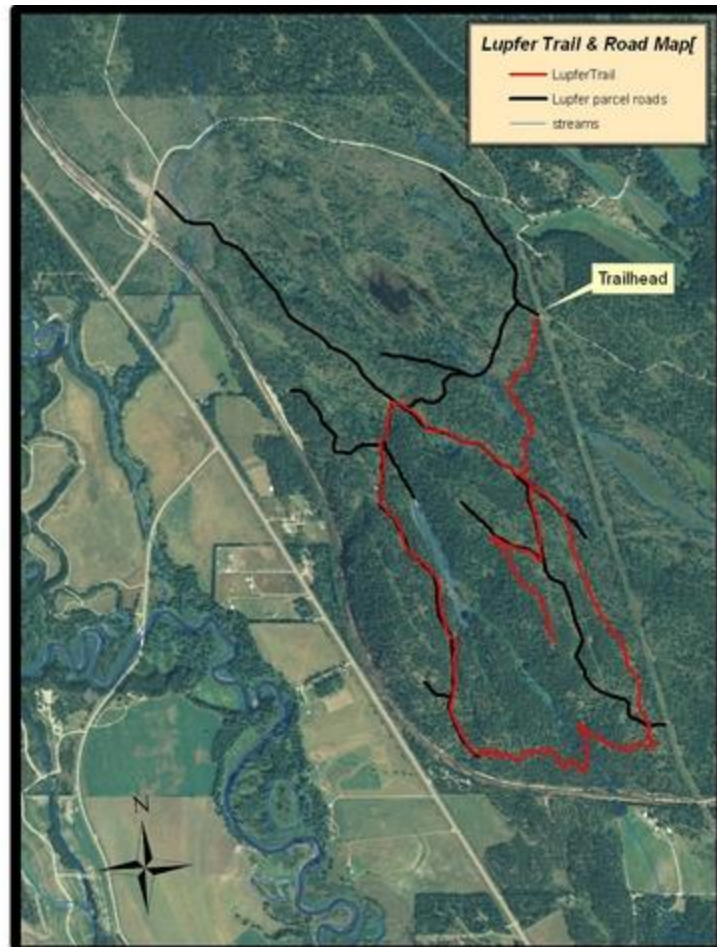 Lupfer Trail & Road Map[
LupferTrail
Lupfer parcel roads
streams
Trailhead
N